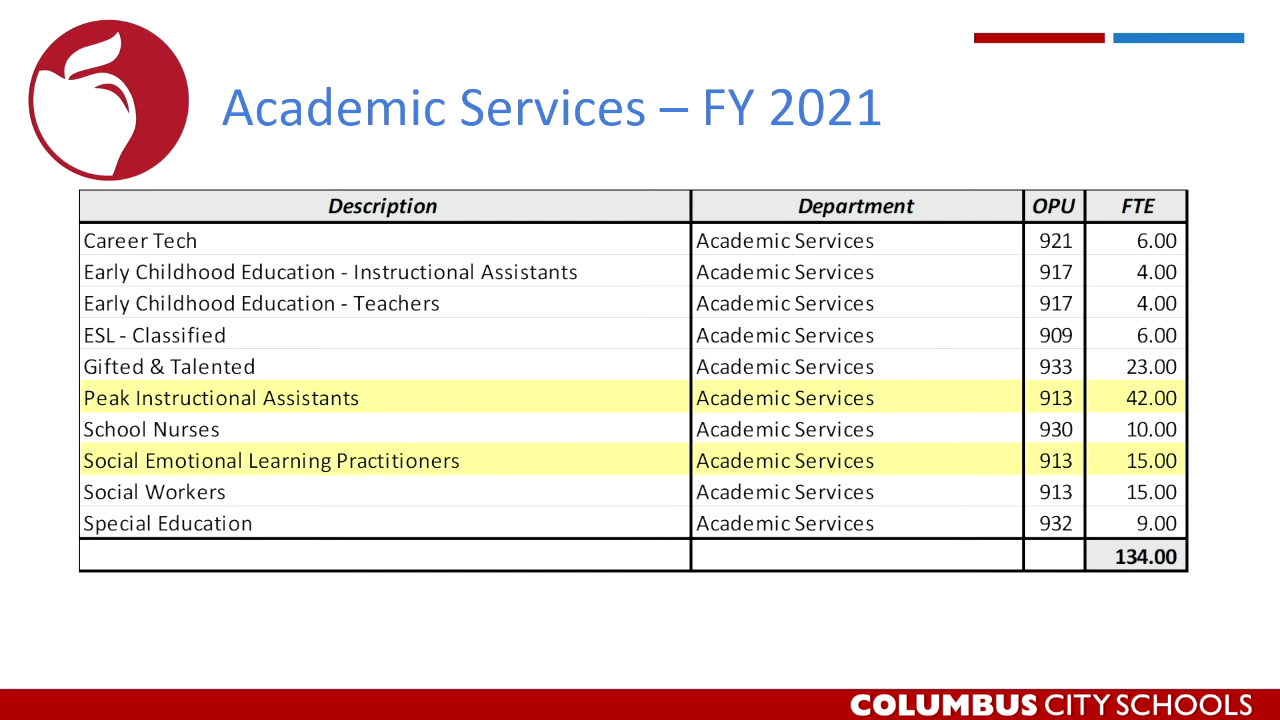 Academic Services – FY 2021
Description Department OPU FTE
Career Tech Academic Services 921 6.00
Early Childhood Education - Instructional Assistants Academic Services 917 4.00
Early Childhood Education - Teachers Academic Services 917 4.00
ESL - Classified Academic Services 909 6.00
Gifted & Talented Academic Services 933 23.00
Peak Instructional Assistants Academic Services 913 42.00
School Nurses Academic Services 930 10.00
Social Emotional Learning Practitioners Academic Services 913 15.00
Social Workers Academic Services 913 15.00
Special Education Academic Services 932 9.00
134.00
COLUMBUS CITY SCHOOLS